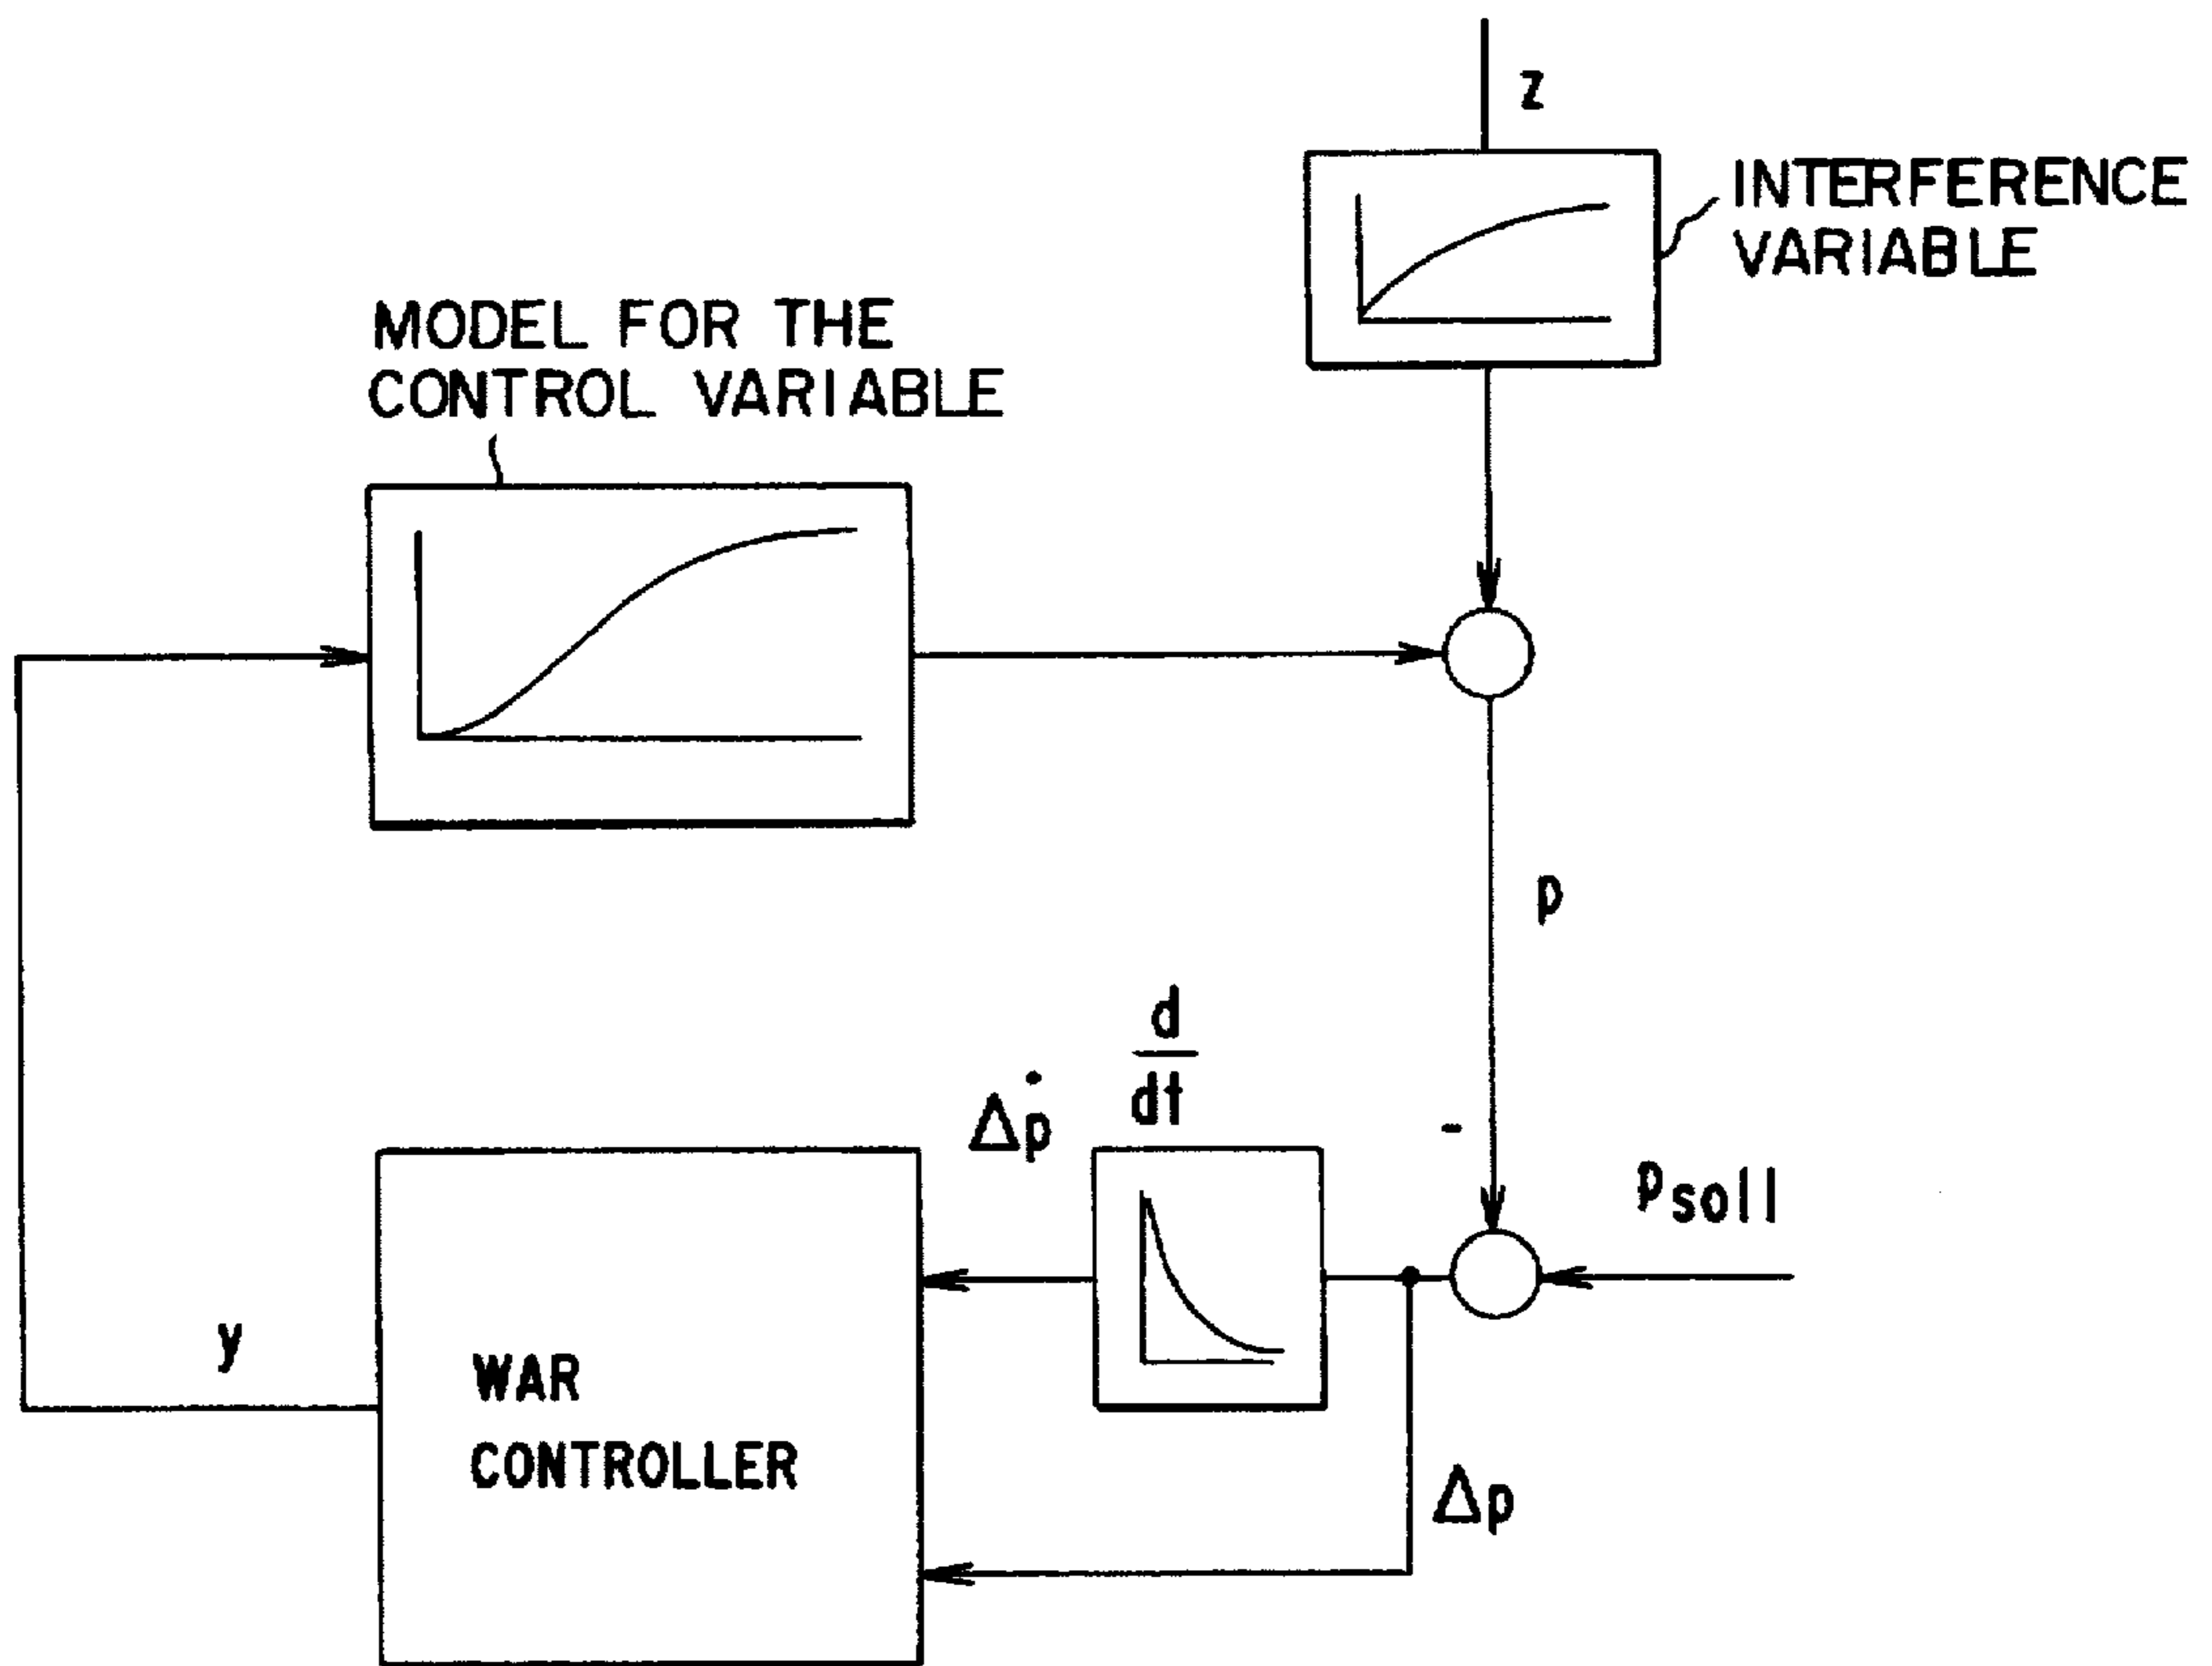 z
INTERFERENCE
VARIABLE
MODEL FOR THE
CONTROL VARIABLE
p
d
dt
Δṗ
-
psoll
y
WAR
CONTROLLER
Δp